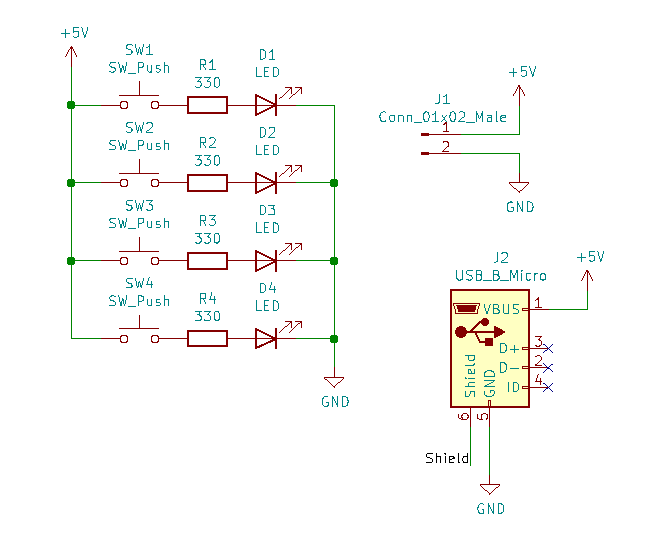 +5V
SW1
SW_Push
R1
330
D1
LED
SW2
SW_Push
R2
330
D2
LED
SW3
SW_Push
R3
330
D3
LED
SW4
SW_Push
R4
330
D4
LED
GND
+5V
J1
Conn_01x02_Male
1
2
GND
J2
USB_B_Micro
+5V
VBUS 1
D+ 3
D- 2
ID 4
Shield
GND
6
5
Shield
GND